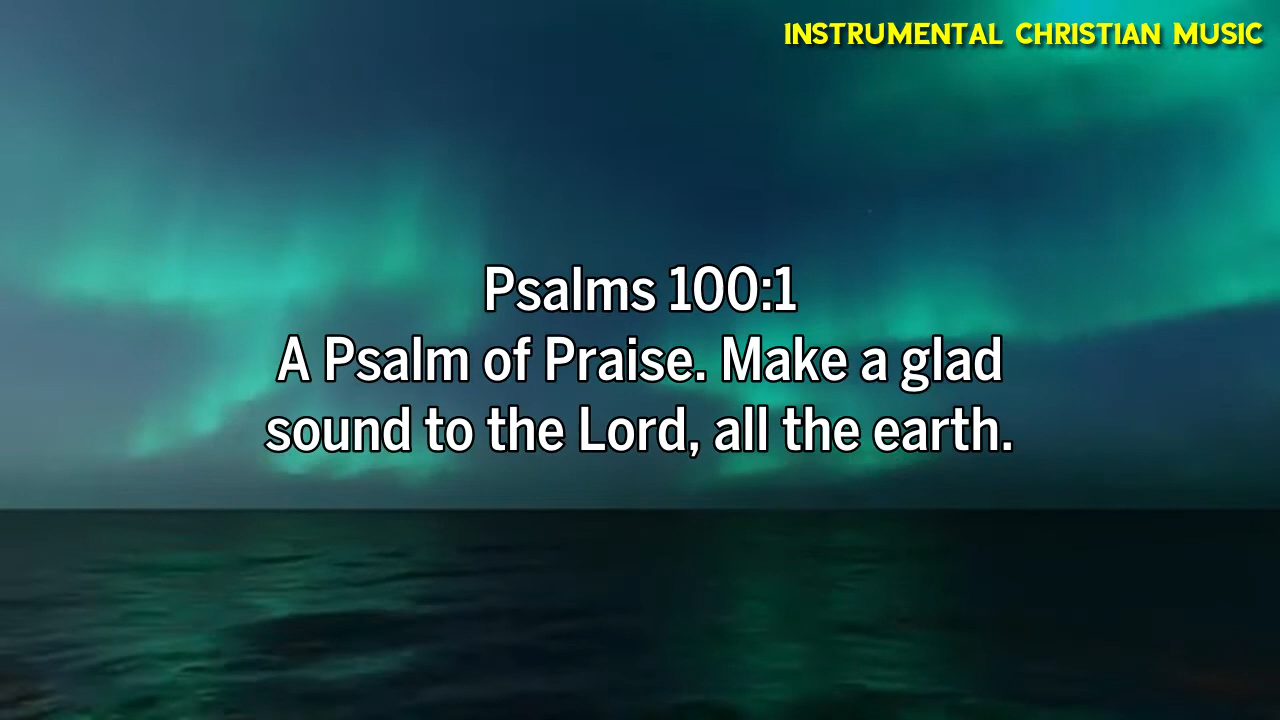 INSTRUMENTAL CHRISTIAN MUSIC
Psalms 100:1
A Psalm of Praise. Make a glad
sound to the Lord, all the earth.